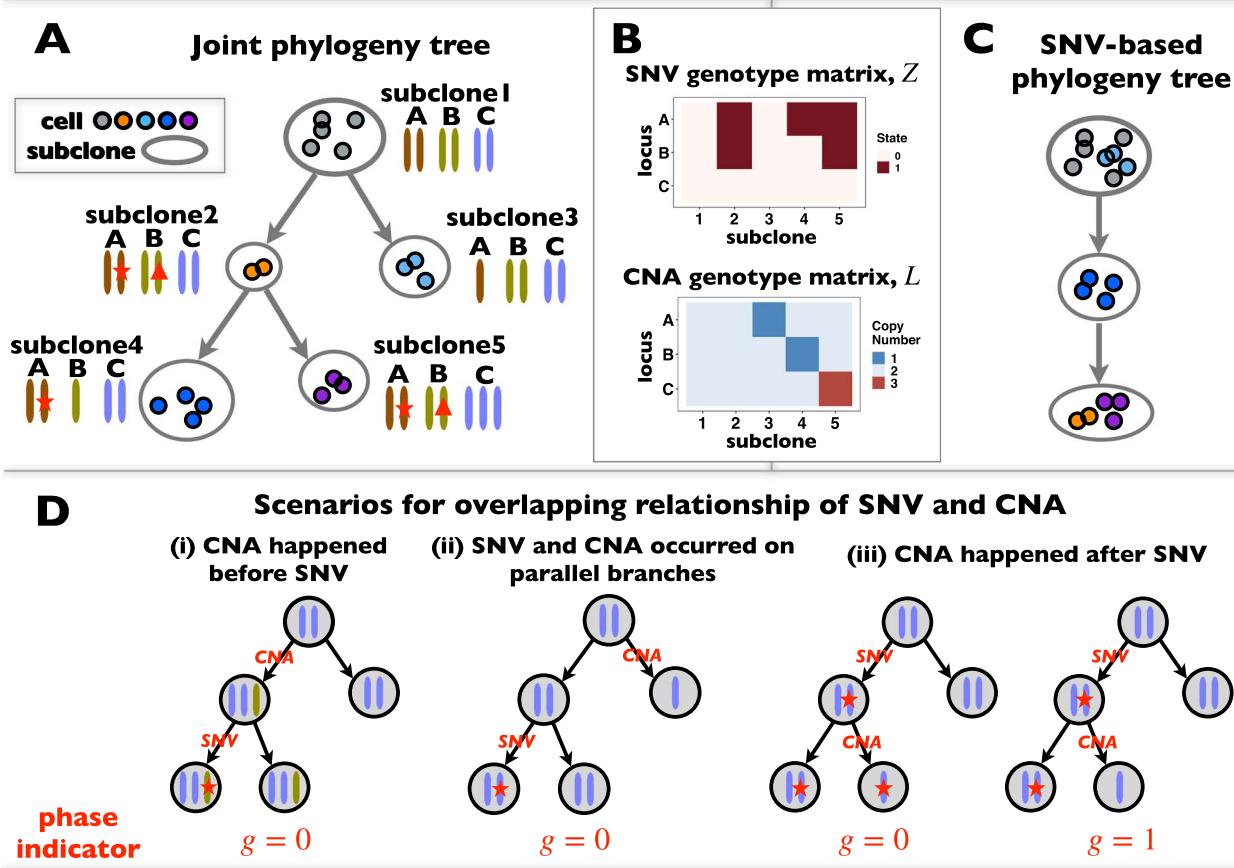 A
Joint phylogeny tree
cell
subclone
subclone1
A B C
subclone2
A B C
subclone3
A B C
subclone4
A B C
subclone5
A B C
B
SNV genotype matrix, Z
locus
A
B
C
1 2 3 4 5
subclone
State
0
1
CNA genotype matrix, L
locus
A
B
C
1 2 3 4 5
subclone
Copy
Number
1
2
3
C
SNV-based
phylogeny tree
D
Scenarios for overlapping relationship of SNV and CNA
(i) CNA happened
before SNV
(ii) SNV and CNA occurred on
parallel branches
(iii) CNA happened after SNV
CNA
SNV
CNA
SNV
SNV
CNA
SNV
CNA
phase
indicator
g = 0
g = 0
g = 0
g = 1